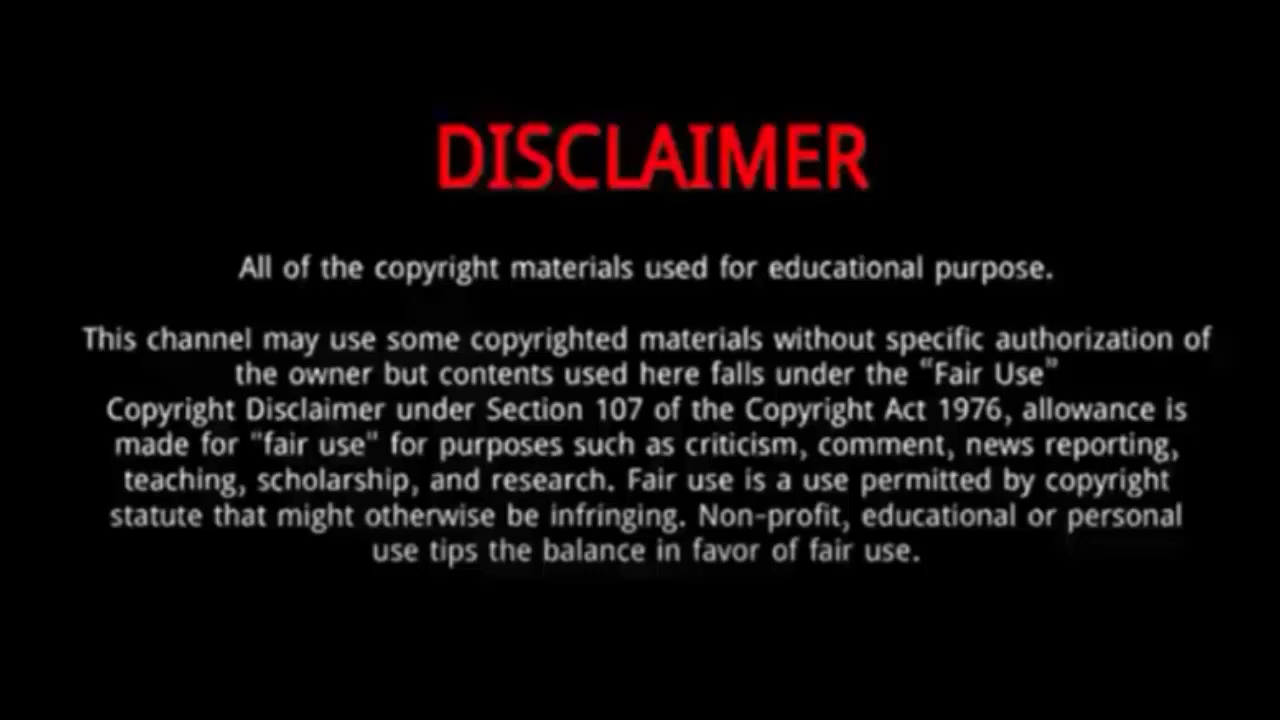 DISCLAIMER
All of the copyright materials used for educational purpose.
This channel may use some copyrighted materials without specific authorization of
the owner but contents used here falls under the “Fair Use”
Copyright Disclaimer under Section 107 of the Copyright Act 1976, allowance is
made for "fair use" for purposes such as criticism, comment, news reporting,
teaching, scholarship, and research. Fair use is a use permitted by copyright
statute that might otherwise be infringing. Non-profit, educational or personal
use tips the balance in favor of fair use.